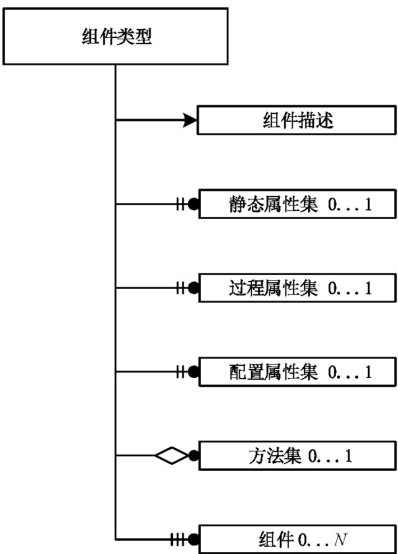 组件类型
组件描述
静态属性集 0...1
过程属性集 0...1
配置属性集 0...1
方法集 0...1
组件 0...N